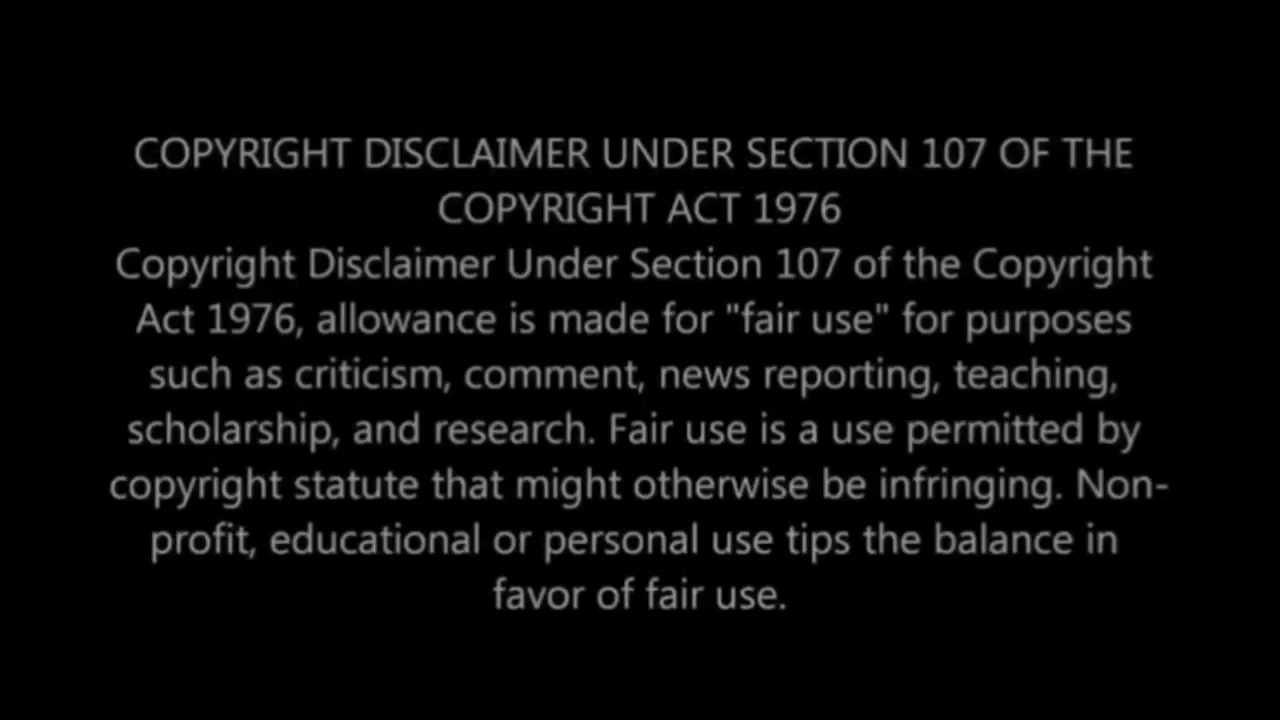 COPYRIGHT DISCLAIMER UNDER SECTION 107 OF THE
COPYRIGHT ACT 1976
Copyright Disclaimer Under Section 107 of the Copyright
Act 1976, allowance is made for "fair use" for purposes
such as criticism, comment, news reporting, teaching,
scholarship, and research. Fair use is a use permitted by
copyright statute that might otherwise be infringing. Non-
profit, educational or personal use tips the balance in
favor of fair use.